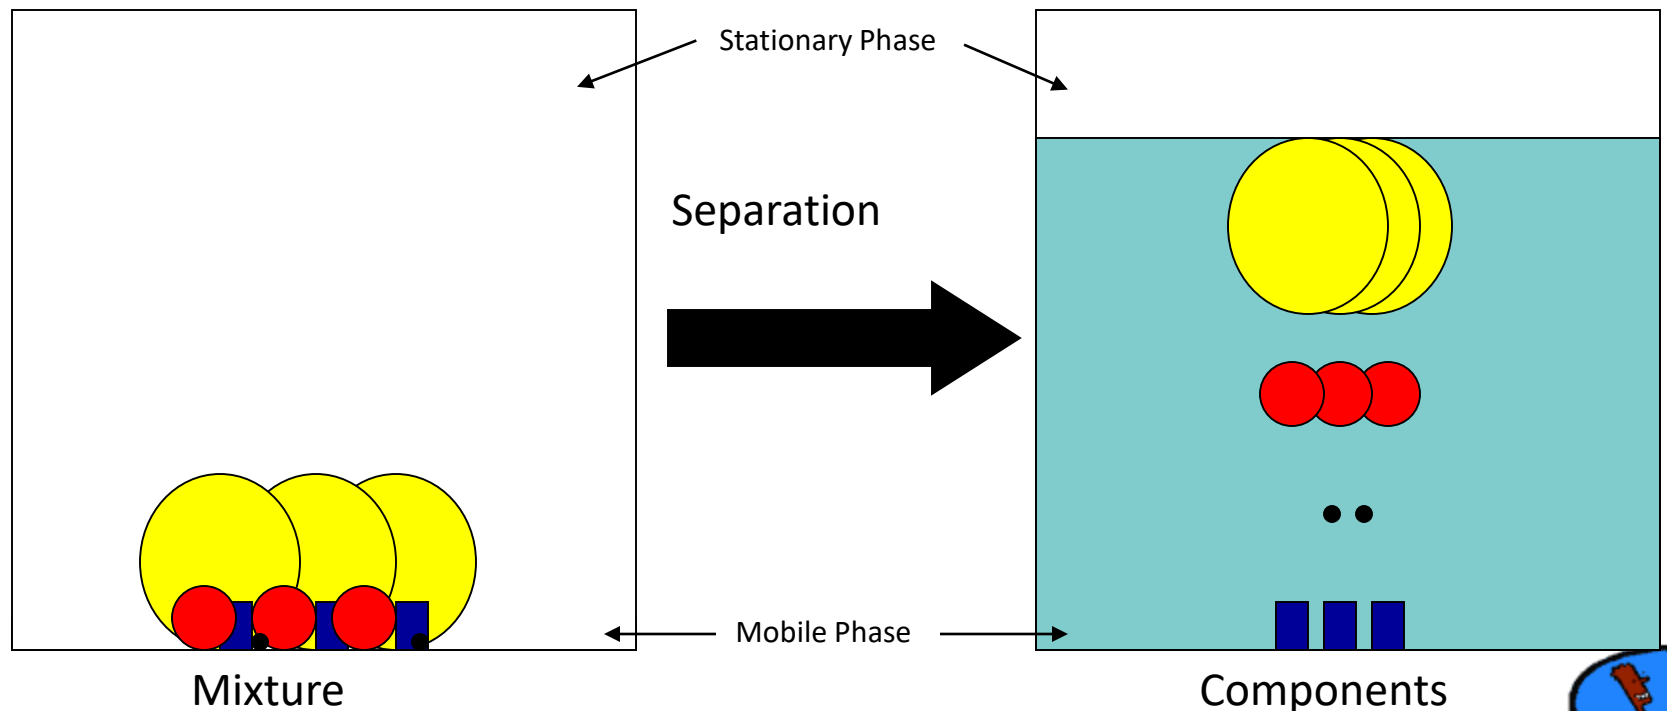 Stationary Phase
Separation
Mobile Phase
Mixture
Components